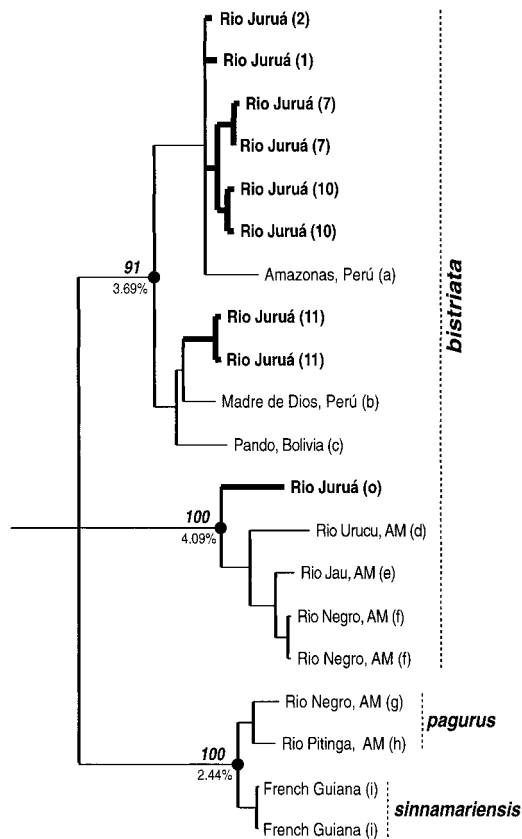 Rio Juruá (2)
Rio Juruá (1)
Rio Juruá (7)
Rio Juruá (7)
Rio Juruá (10)
Rio Juruá (10)
Amazonas, Perú (a)
91
3.69%
Rio Juruá (11)
Rio Juruá (11)
Madre de Dios, Perú (b)
Pando, Bolivia (c)
bistriata
Rio Juruá (o)
100
4.09%
Rio Urucu, AM (d)
Rio Jau, AM (e)
Rio Negro, AM (f)
Rio Negro, AM (f)
Rio Negro, AM (g)
Rio Pitinga, AM (h)
pagurus
100
2.44%
French Guiana (i)
French Guiana (i)
sinnamariensis